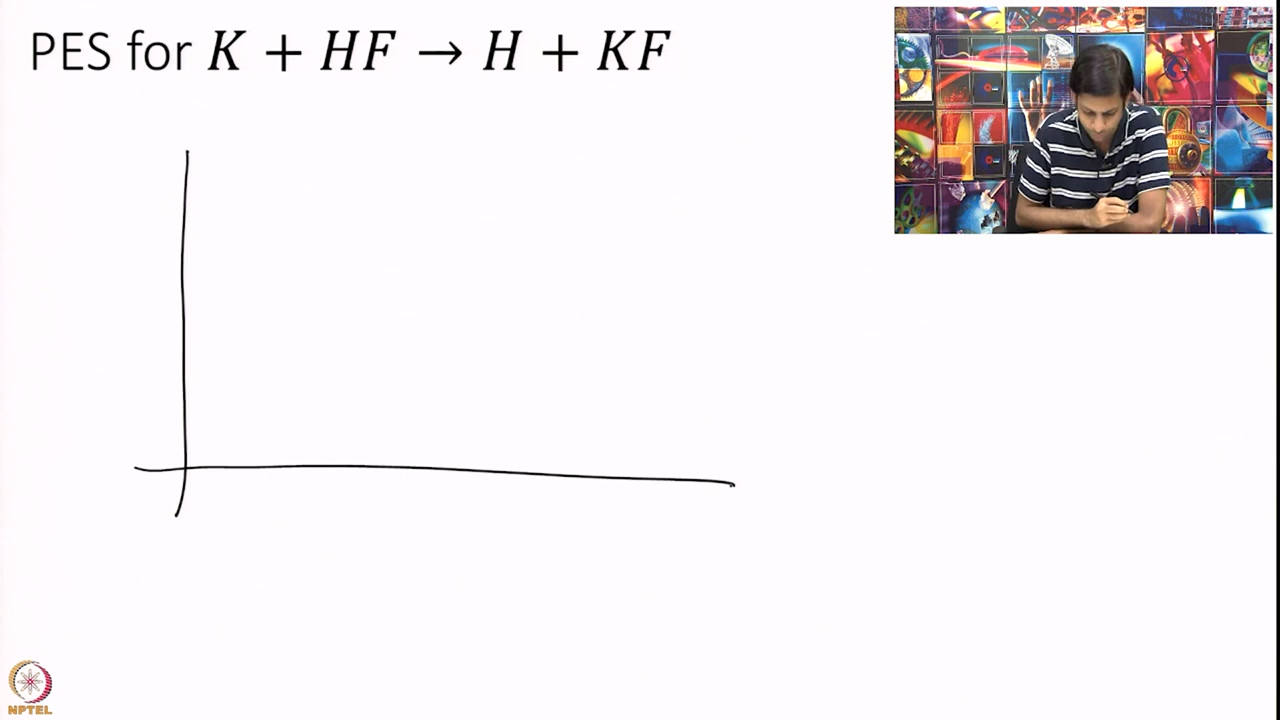 PES for K + HF → H + KF
NPTEL